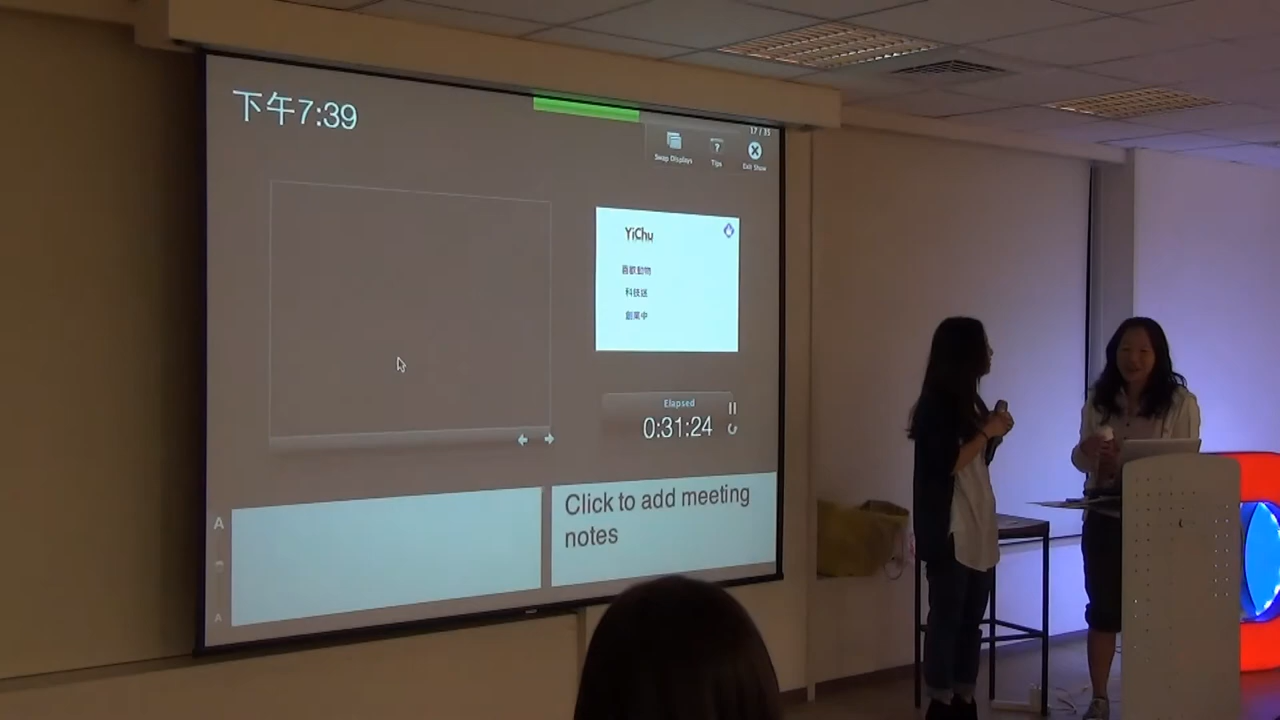 下午7:39
17 / 35
Swap Displays
Tips
Exit Show
YiChu
喜歡動物
科技迷
創業中
Elapsed
0:31:24
Click to add meeting
notes
A
A